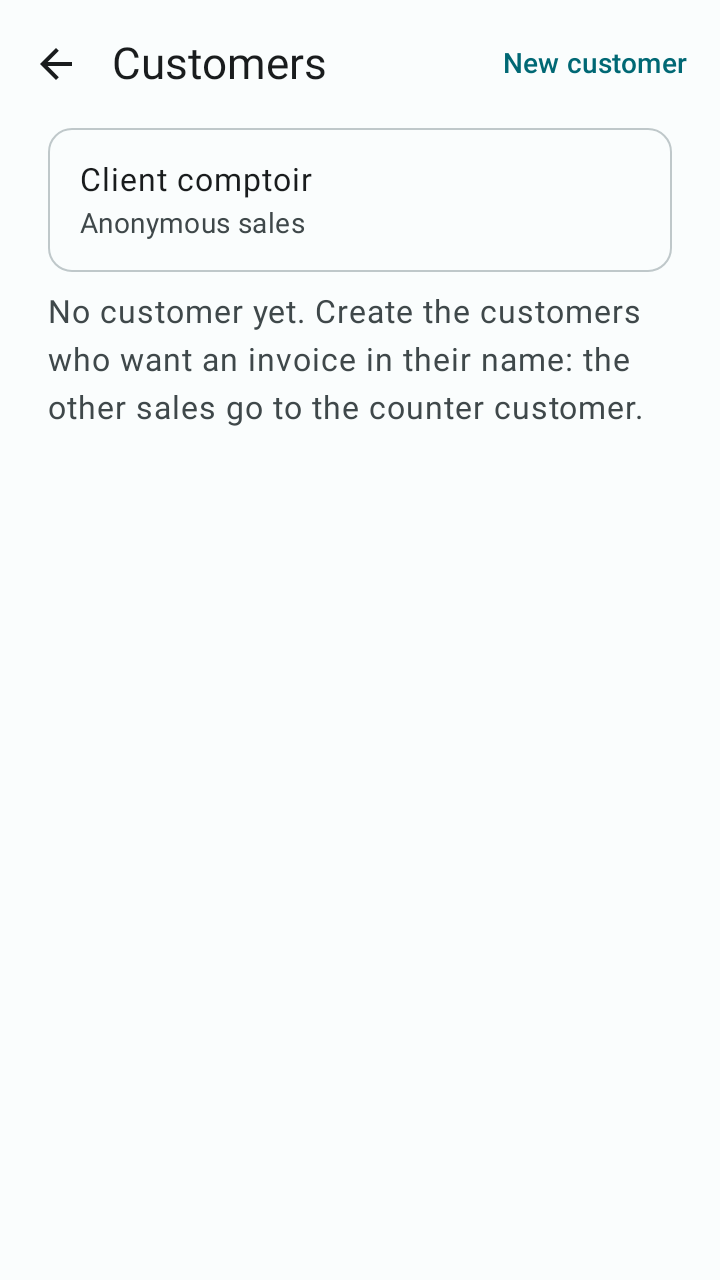 Customers
New customer
Client comptoir
Anonymous sales
No customer yet. Create the customers
who want an invoice in their name: the
other sales go to the counter customer.